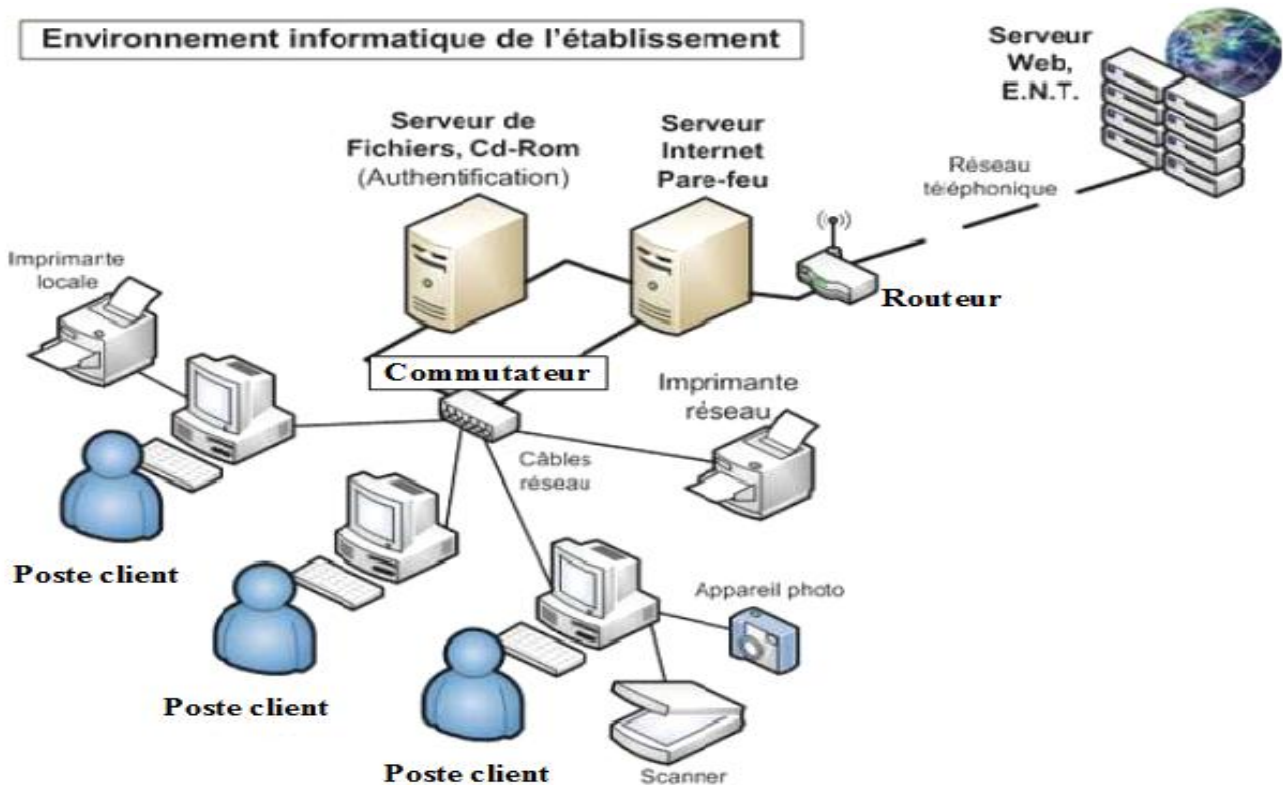 Environnement informatique de l'établissement
Serveur
Web,
E.N.T.
Serveur de
Fichiers, Cd-Rom
(Authentification)
Serveur
Internet
Pare-feu
Réseau
téléphonique
Imprimante
locale
Routeur
Commutateur
Imprimante
réseau
Câbles
réseau
Poste client
Appareil photo
Poste client
Poste client
Scanner